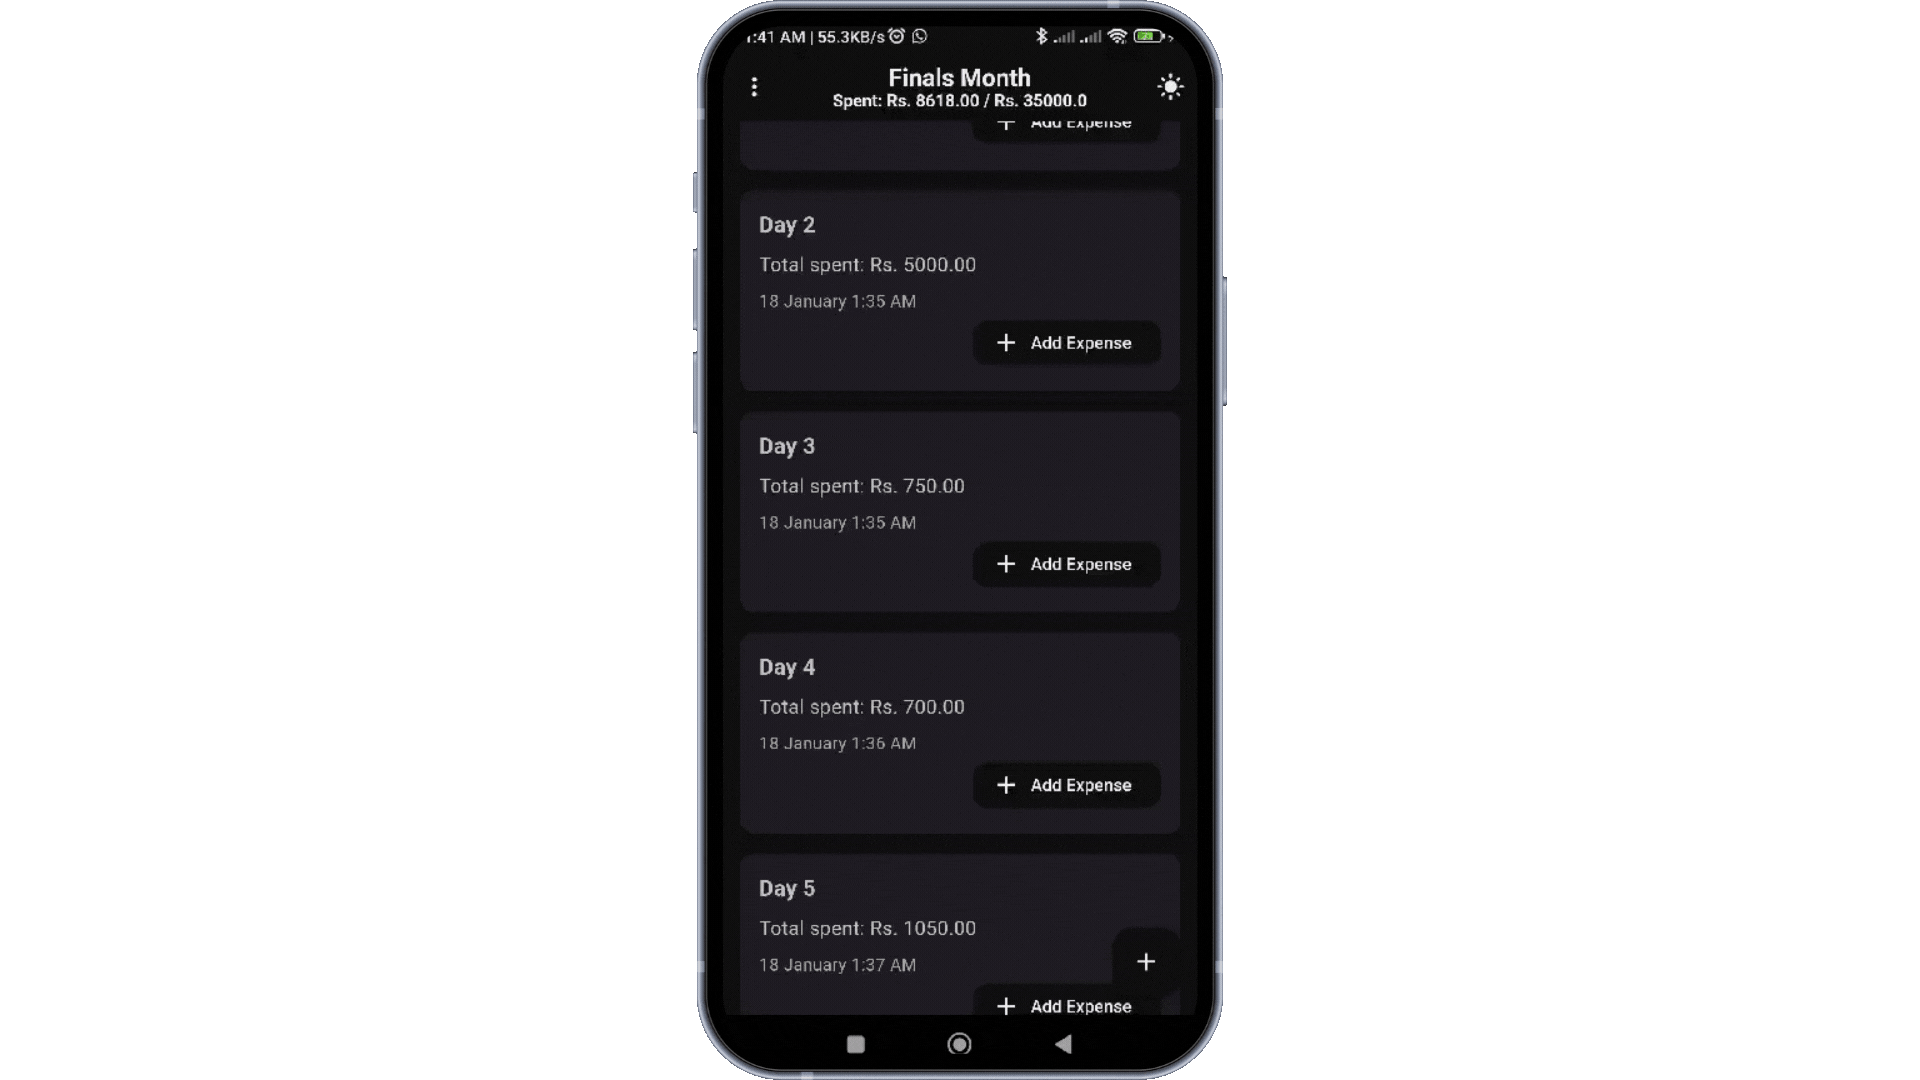 :41 AM | 55.3KB/s
Finals Month
Spent: Rs. 8618.00 / Rs. 35000.0
Add Expense
Day 2
Total spent: Rs. 5000.00
18 January 1:35 AM
+ Add Expense
Day 3
Total spent: Rs. 750.00
18 January 1:35 AM
+ Add Expense
Day 4
Total spent: Rs. 700.00
18 January 1:36 AM
+ Add Expense
Day 5
Total spent: Rs. 1050.00
18 January 1:37 AM
+
+ Add Expense